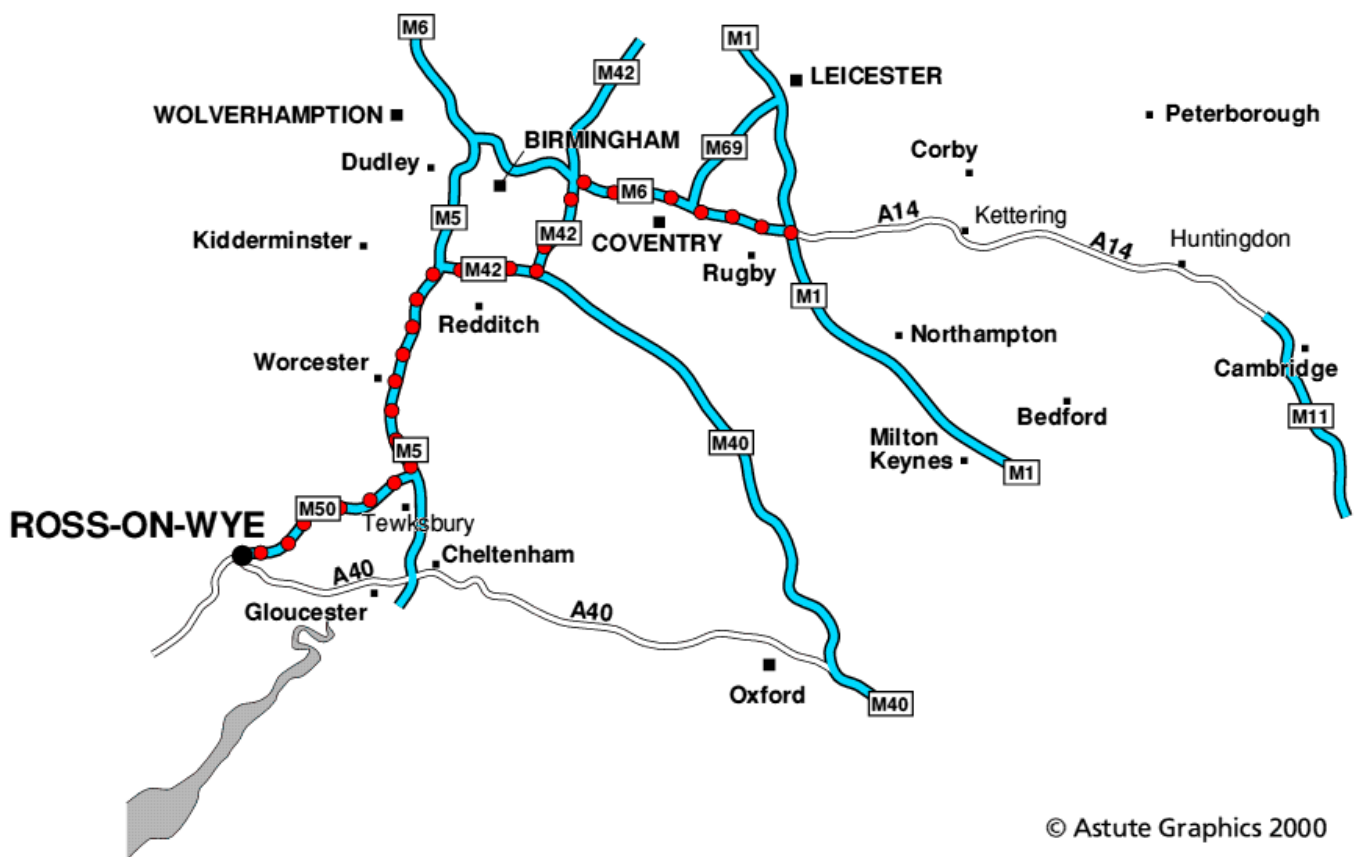 M6
M1
M42
LEICESTER
WOLVERHAMPTON
Peterborough
BIRMINGHAM
M69
Corby
Dudley
M6
M5
A14
Kettering
M42
COVENTRY
Kidderminster
A14
Huntingdon
Rugby
M42
M1
Redditch
Northampton
Worcester
Cambridge
Bedford
M11
M40
Milton
Keynes
M5
M1
M50
Tewksbury
ROSS-ON-WYE
Cheltenham
A40
Gloucester
A40
Oxford
M40
© Astute Graphics 2000